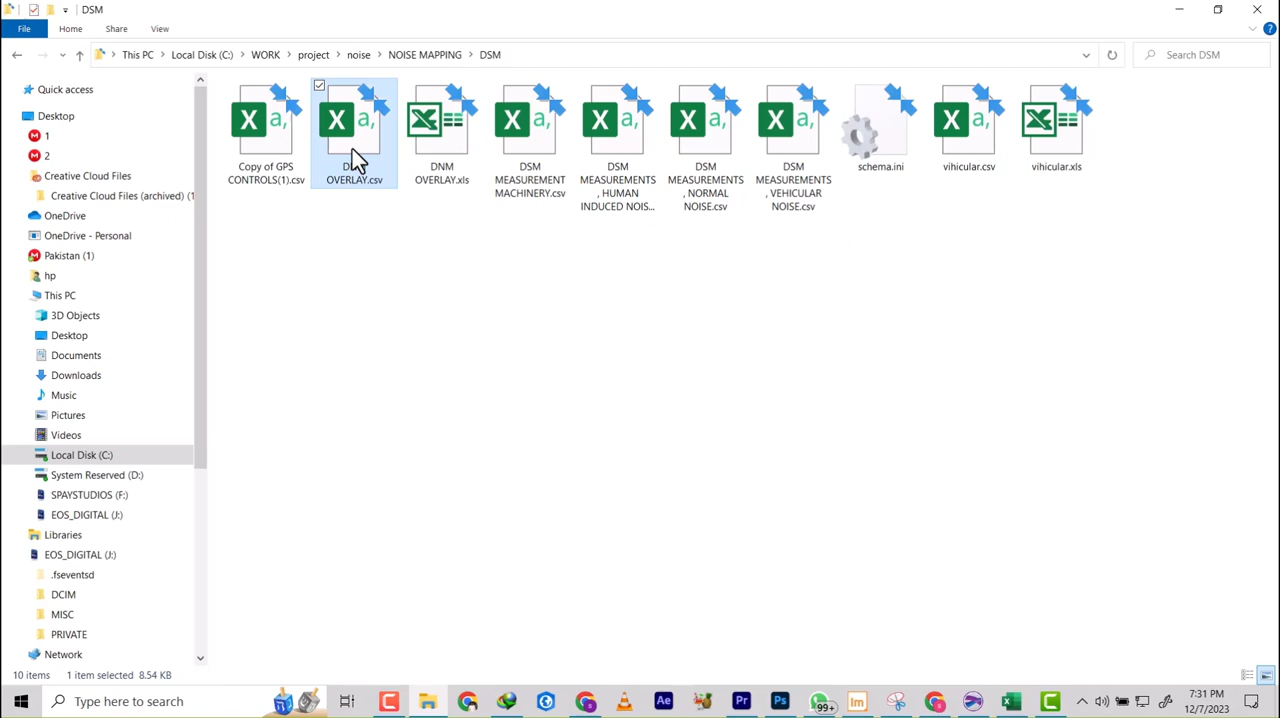 DSM
File
Home
Share
View
This PC
Local Disk (C:)
WORK
project
noise
NOISE MAPPING
DSM
Search DSM
Quick access
Desktop
1
2
Creative Cloud Files
Creative Cloud Files (archived) (1
OneDrive
OneDrive - Personal
Pakistan (1)
hp
This PC
3D Objects
Desktop
Documents
Downloads
Music
Pictures
Videos
Local Disk (C:)
System Reserved (D:)
SPAYSTUDIOS (F:)
EOS_DIGITAL (J:)
Libraries
EOS_DIGITAL (J:)
.fseventsd
DCIM
MISC
PRIVATE
Network
Copy of GPS
CONTROLS(1).csv
OVERLAY.csv
DNM
OVERLAY.xls
DSM
MEASUREMENT
MACHINERY.csv
DSM
MEASUREMENTS
, HUMAN
INDUCED NOIS...
DSM
MEASUREMENTS
, NORMAL
NOISE.csv
DSM
MEASUREMENTS
, VEHICULAR
NOISE.csv
schema.ini
vihicular.csv
vihicular.xls
10 items
1 item selected 8.54 KB
Type here to search
99+
7:31 PM
12/7/2023